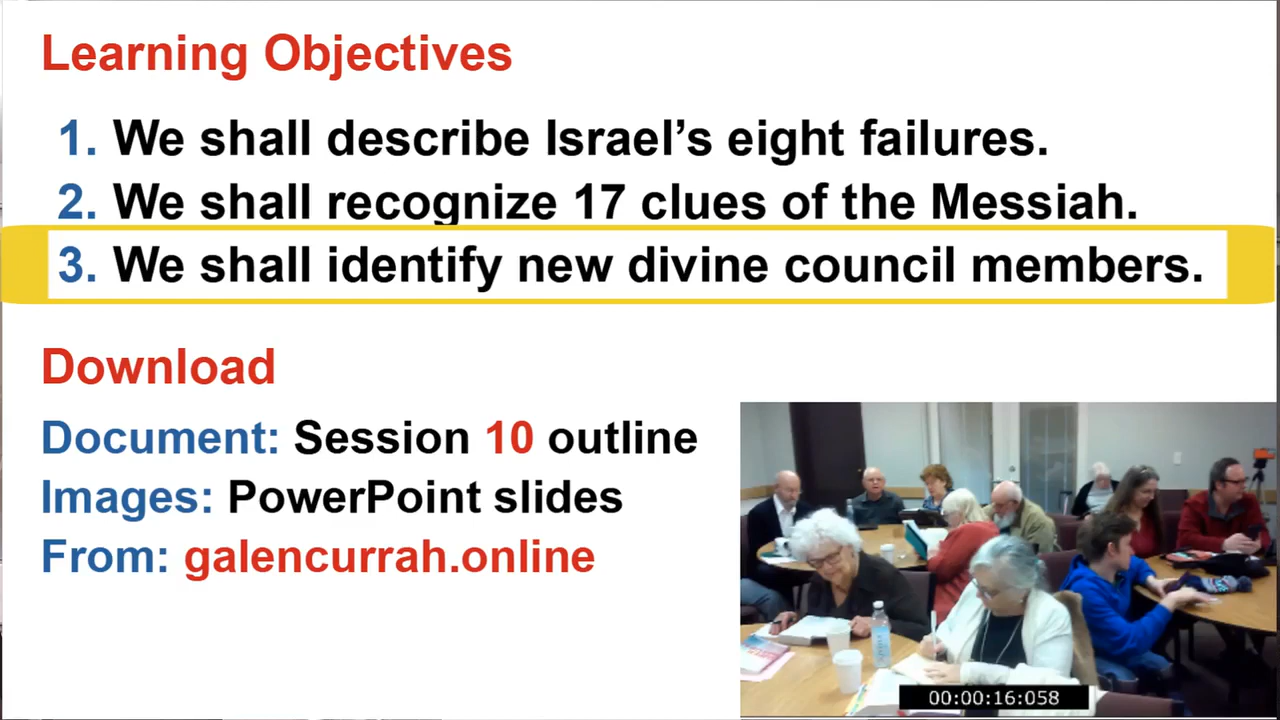 Learning Objectives
1. We shall describe Israel’s eight failures.
2. We shall recognize 17 clues of the Messiah.
3. We shall identify new divine council members.
Download
Document: Session 10 outline
Images: PowerPoint slides
From: galencurrah.online
00:00:16:058